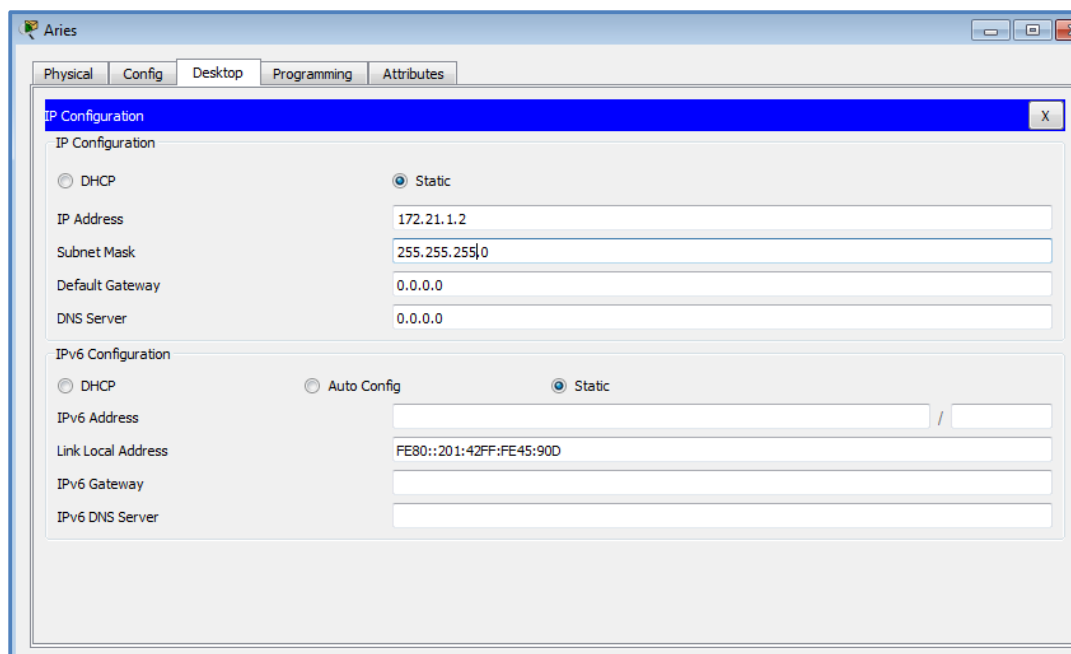 Aries
Physical Config Desktop Programming Attributes
IP Configuration X
IP Configuration
DHCP Static
IP Address 172.21.1.2
Subnet Mask 255.255.255.0
Default Gateway 0.0.0.0
DNS Server 0.0.0.0
IPv6 Configuration
DHCP Auto Config Static
IPv6 Address /
Link Local Address FE80::201:42FF:FE45:90D
IPv6 Gateway
IPv6 DNS Server